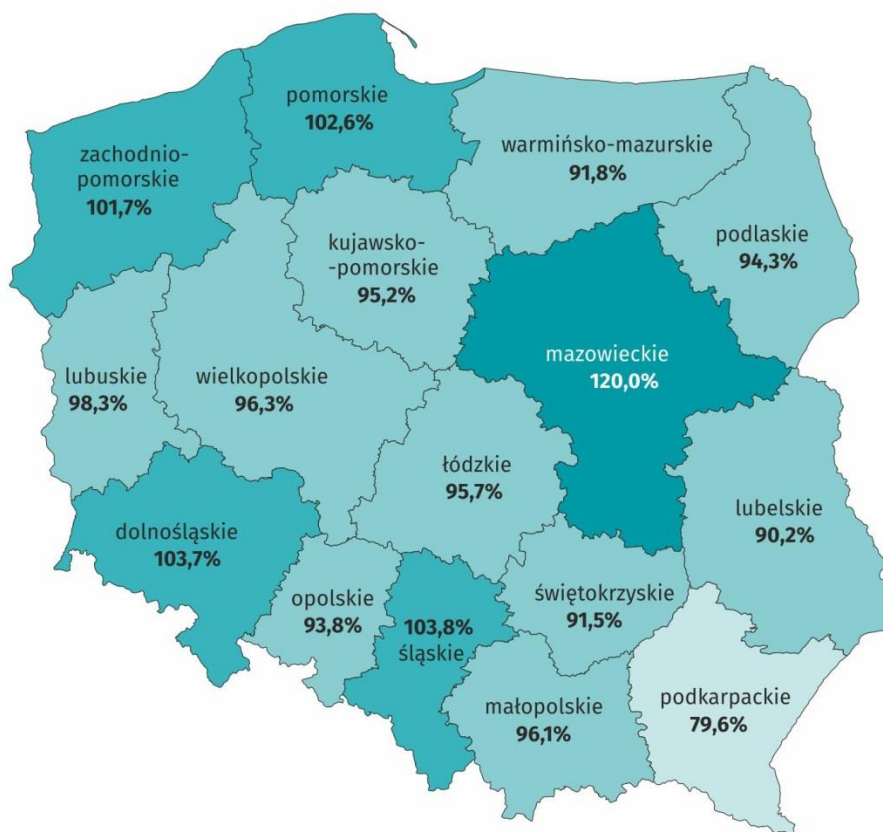 pomorskie
102,6%
zachodnio-
pomorskie
101,7%
warmińsko-mazurskie
91,8%
podlaskie
94,3%
kujawsko-
-pomorskie
95,2%
mazowieckie
120,0%
lubuskie
98,3%
wielkopolskie
96,3%
łódzkie
95,7%
lubelskie
90,2%
dolnośląskie
103,7%
opolskie
93,8%
103,8%
śląskie
świętokrzyskie
91,5%
małopolskie
96,1%
podkarpackie
79,6%